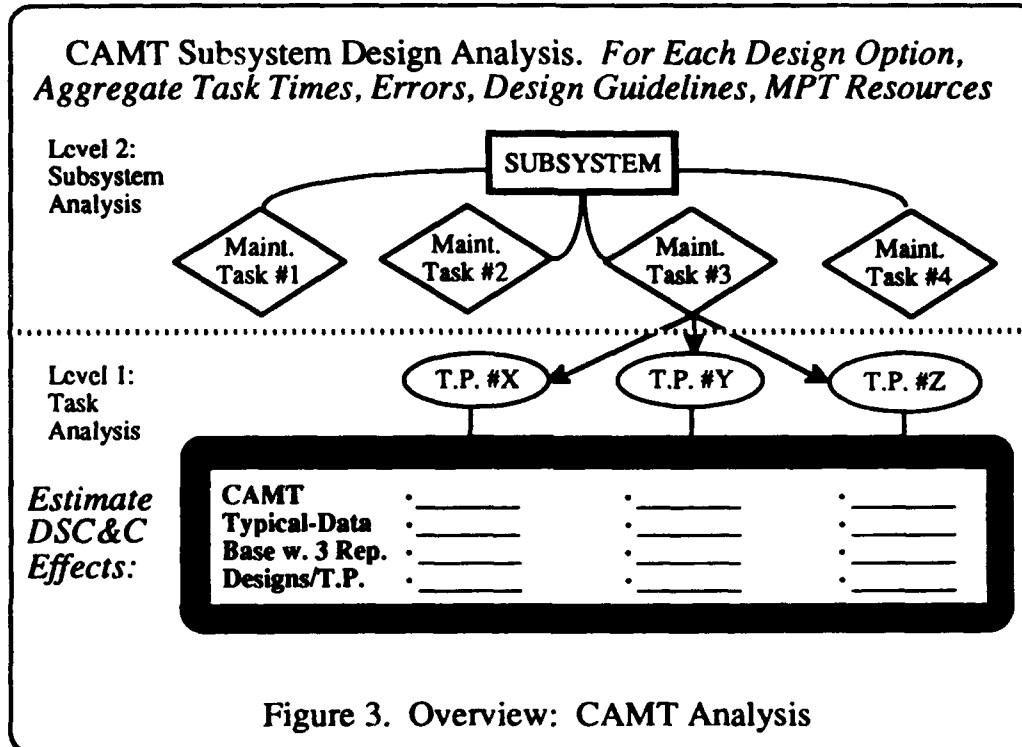 CAMT Subsystem Design Analysis. For Each Design Option,
Aggregate Task Times, Errors, Design Guidelines, MPT Resources
Level 2:
Subsystem
Analysis
SUBSYSTEM
Maint.
Task #1
Maint.
Task #2
Maint.
Task #3
Maint.
Task #4
Level 1:
Task
Analysis
T.P. #X
T.P. #Y
T.P. #Z
Estimate
DSC&C
Effects:
CAMT
Typical-Data
Base w. 3 Rep.
Designs/T.P.
Figure 3. Overview: CAMT Analysis